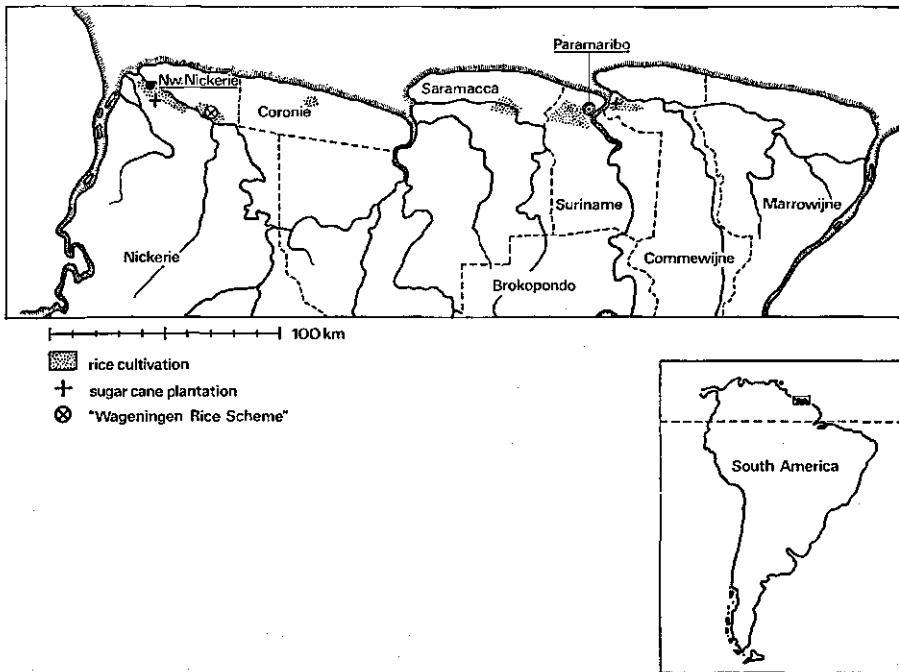 Paramaribo
Nw. Nickerie
Coronie
Saramacca
Suriname
Marrowijne
Nickerie
Commewijne
Brokopondo
100 km
rice cultivation
sugar cane plantation
"Wageningen Rice Scheme"
South America